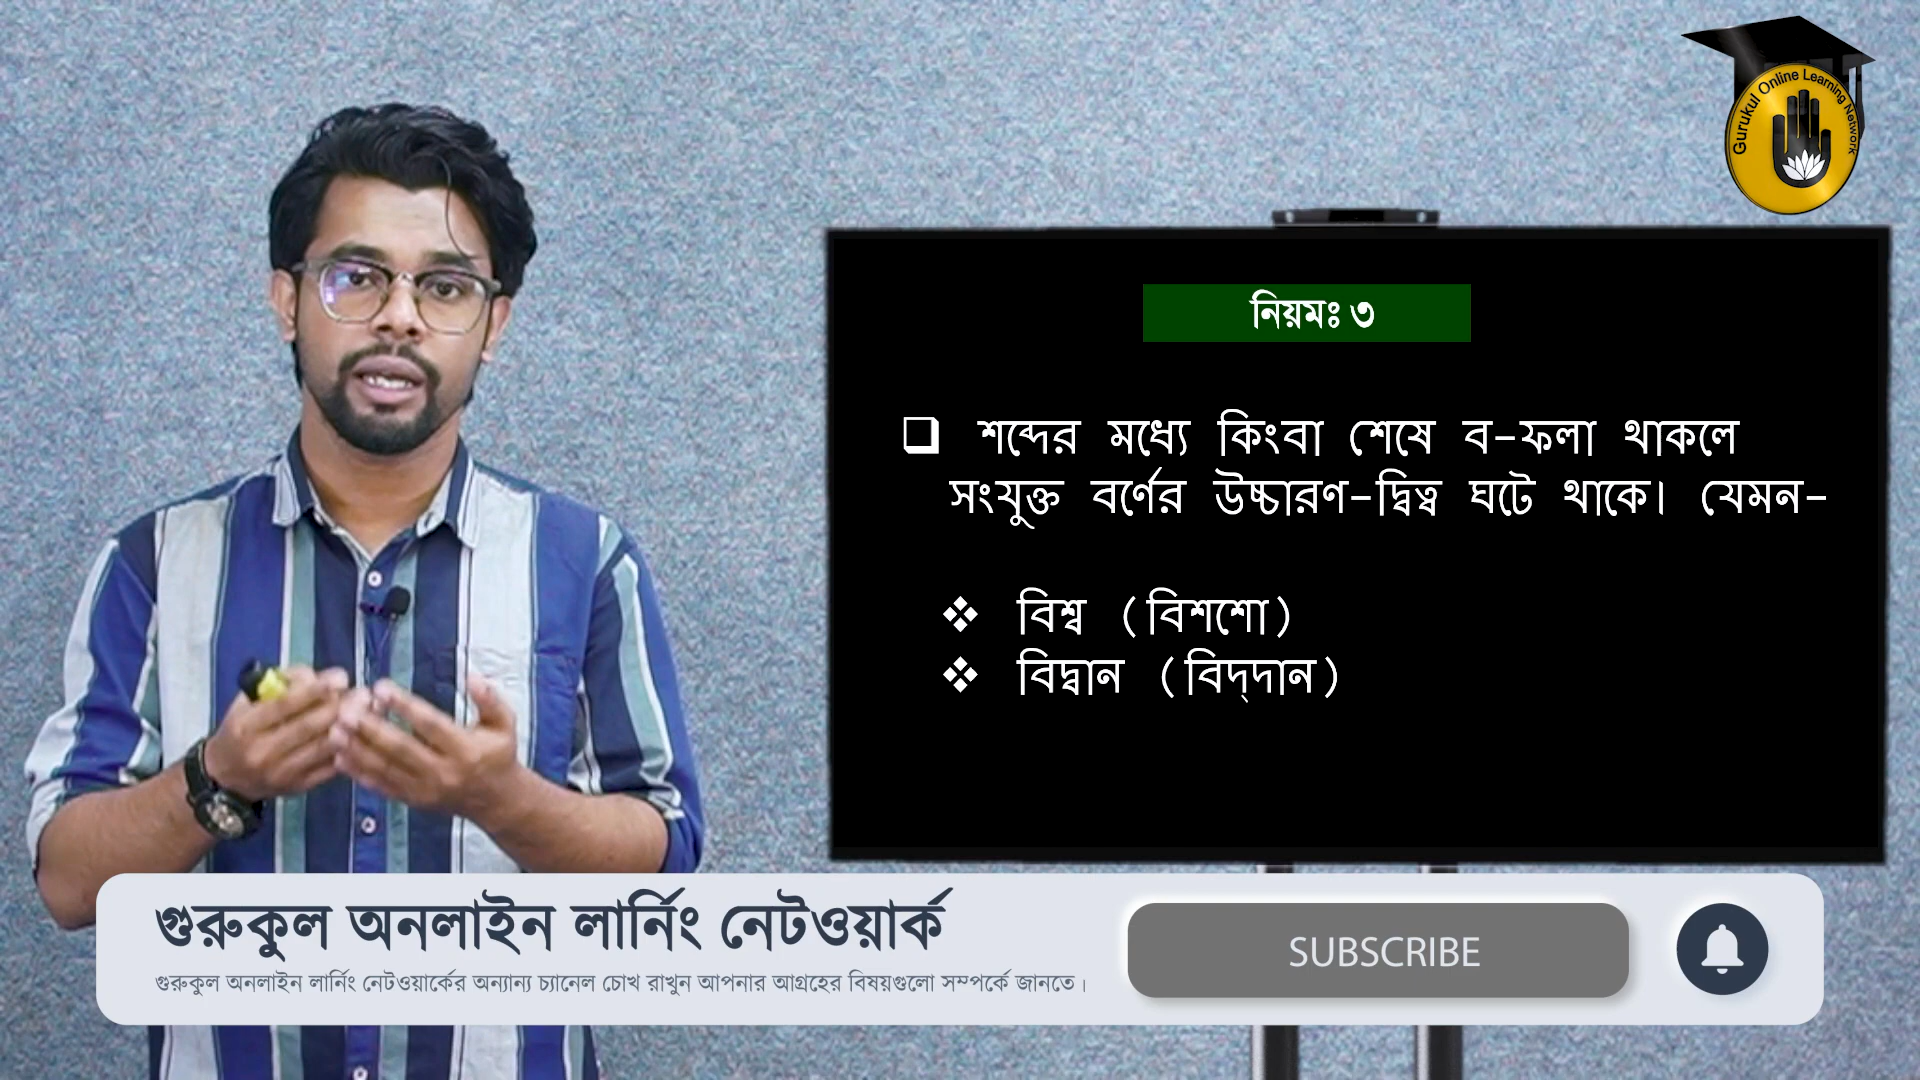 Gurukul Online Learning Network
নিয়মঃ ৩
শব্দের মধ্যে কিংবা শেষে ব-ফলা থাকলে
সংযুক্ত বর্ণের উচ্চারণ-দ্বিত্ব ঘটে থাকে। যেমন-
বিশ্ব (বিশশো)
বিদ্বান (বিদ্‌দান)
গুরুকুল অনলাইন লার্নিং নেটওয়ার্ক
গুরুকুল অনলাইন লার্নিং নেটওয়ার্কের অন্যান্য চ্যানেল চোখ রাখুন আপনার আগ্রহের বিষয়গুলো সম্পর্কে জানতে।
SUBSCRIBE